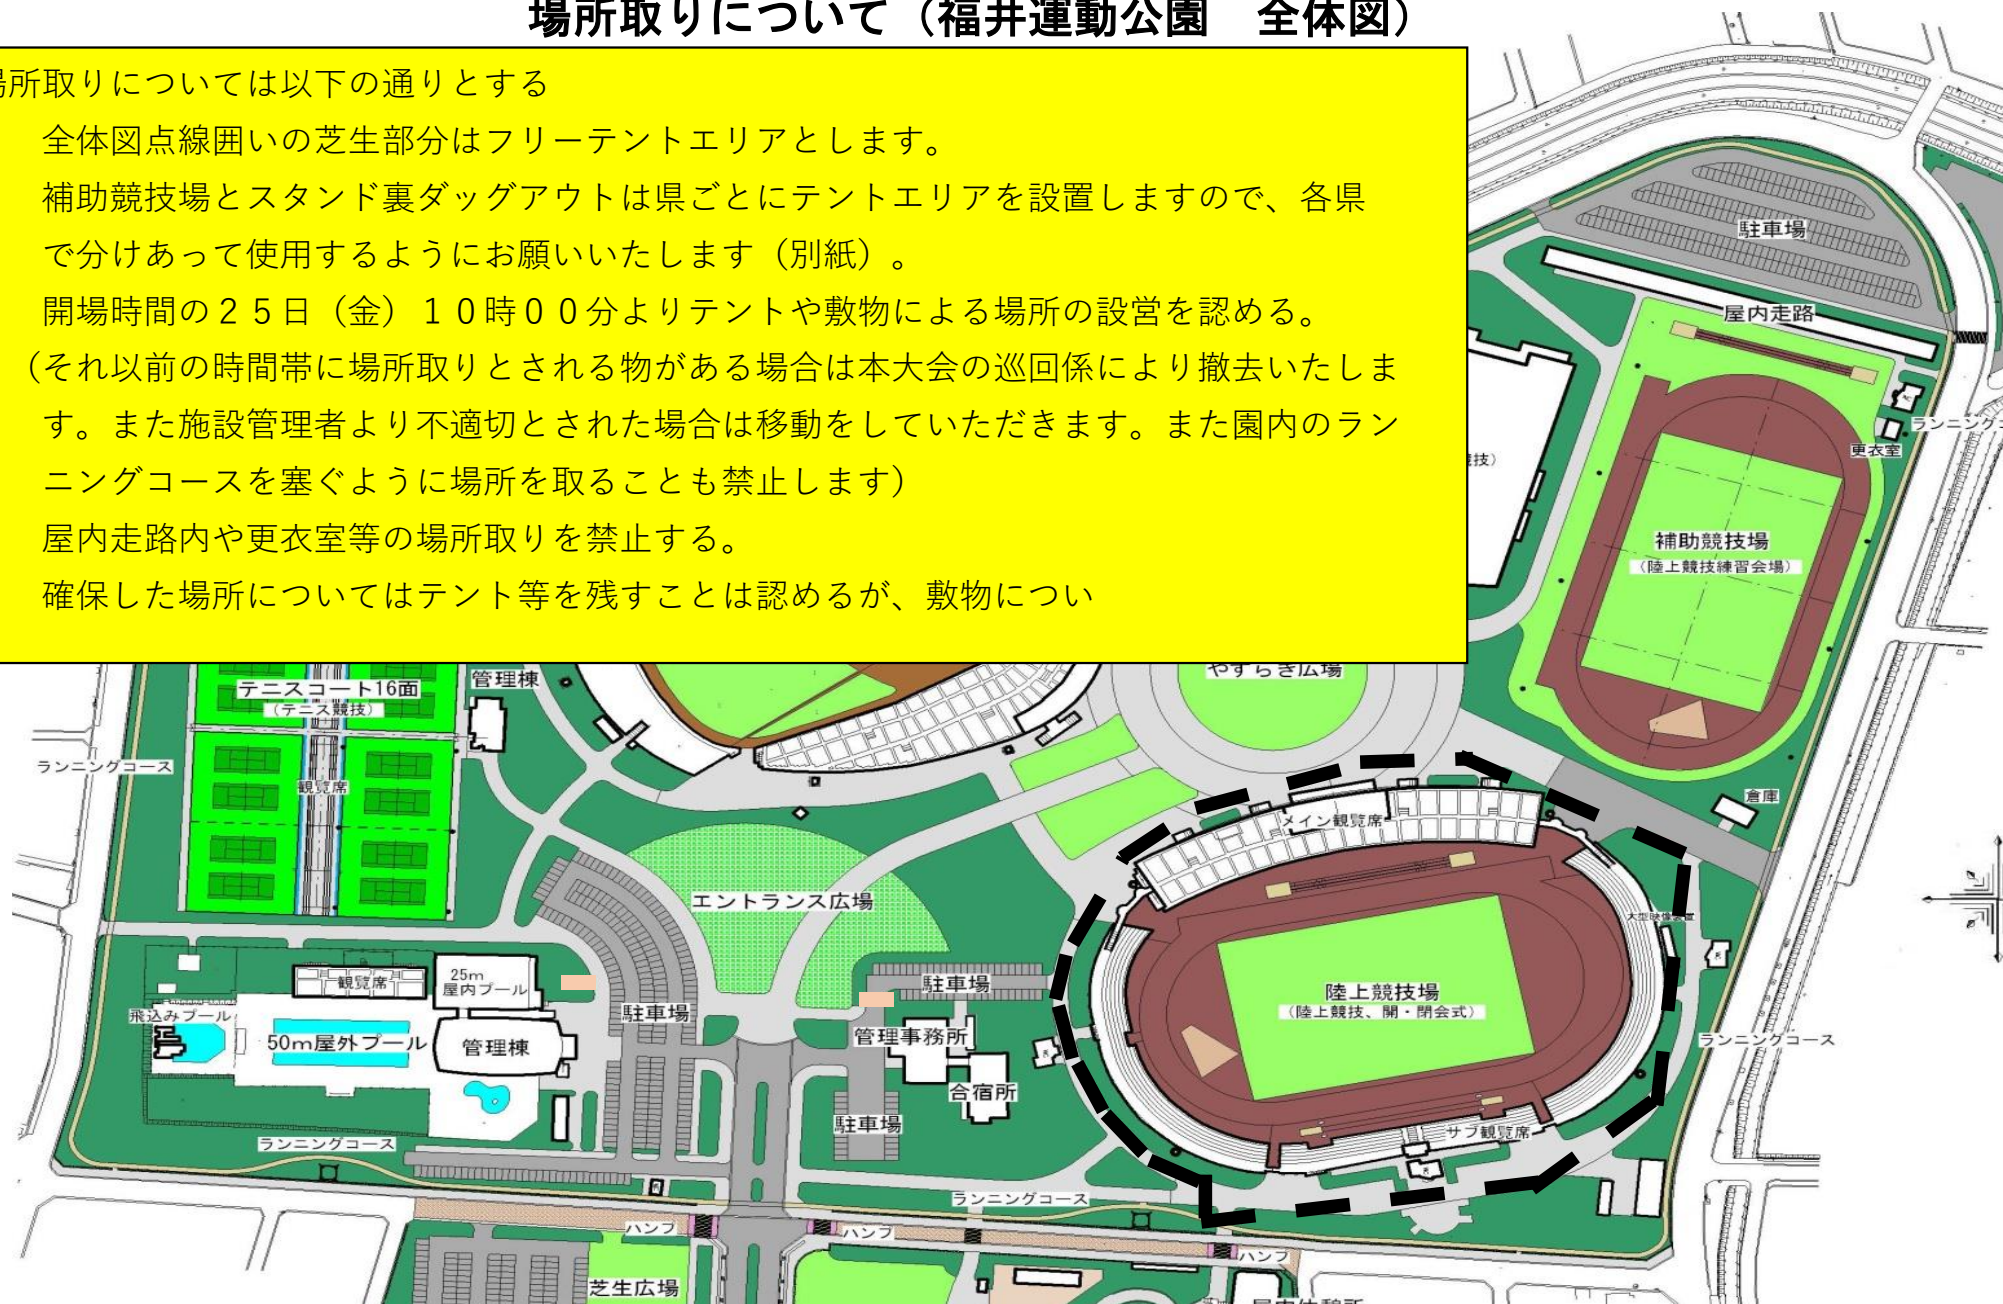 場所取りについて（福井運動公園　全体図）
場所取りについては以下の通りとする
全体図点線囲いの芝生部分はフリーテントエリアとします。
補助競技場とスタンド裏ダッグアウトは県ごとにテントエリアを設置しますので、各県
で分けあって使用するようにお願いいたします（別紙）。
開場時間の２５日（金）１０時００分よりテントや敷物による場所の設営を認める。
（それ以前の時間帯に場所取りとされる物がある場合は本大会の巡回係により撤去いたしま
す。また施設管理者より不適切とされた場合は移動をしていただきます。また園内のラン
ニングコースを塞ぐように場所を取ることも禁止します）
屋内走路内や更衣室等の場所取りを禁止する。
確保した場所についてはテント等を残すことは認めるが、敷物につい
駐車場
屋内走路
ランニングコ
更衣室
技）
補助競技場
（陸上競技練習会場）
やすらぎ広場
管理棟
テニスコート16面
（テニス競技）
ランニングコース
観覧席
倉庫
メイン観覧席
エントランス広場
大型映像装置
観覧席
25m
屋内プール
駐車場
陸上競技場
（陸上競技、開・閉会式）
飛込みプール
駐車場
50m屋外プール
管理棟
管理事務所
ランニングコース
合宿所
駐車場
サブ観覧席
ランニングコース
ランニングコース
ハンプ
ハンプ
ハンプ
芝生広場